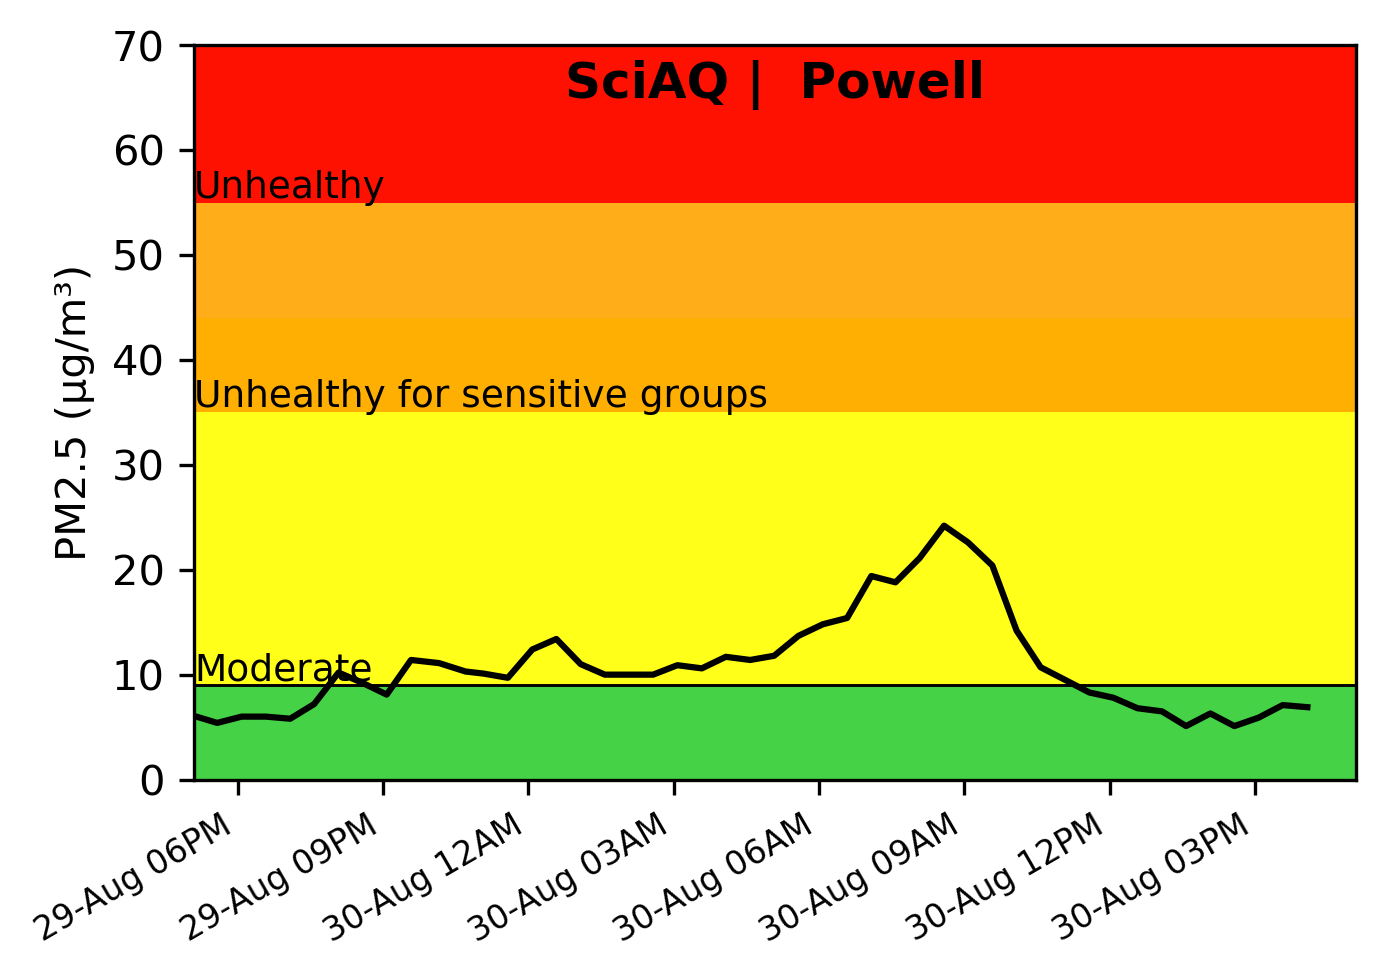 SciAQ | Powell
PM2.5 (µg/m³)
70
60
50
40
30
20
10
0
Unhealthy
Unhealthy for sensitive groups
Moderate
29-Aug 06PM
29-Aug 09PM
30-Aug 12AM
30-Aug 03AM
30-Aug 06AM
30-Aug 09AM
30-Aug 12PM
30-Aug 03PM